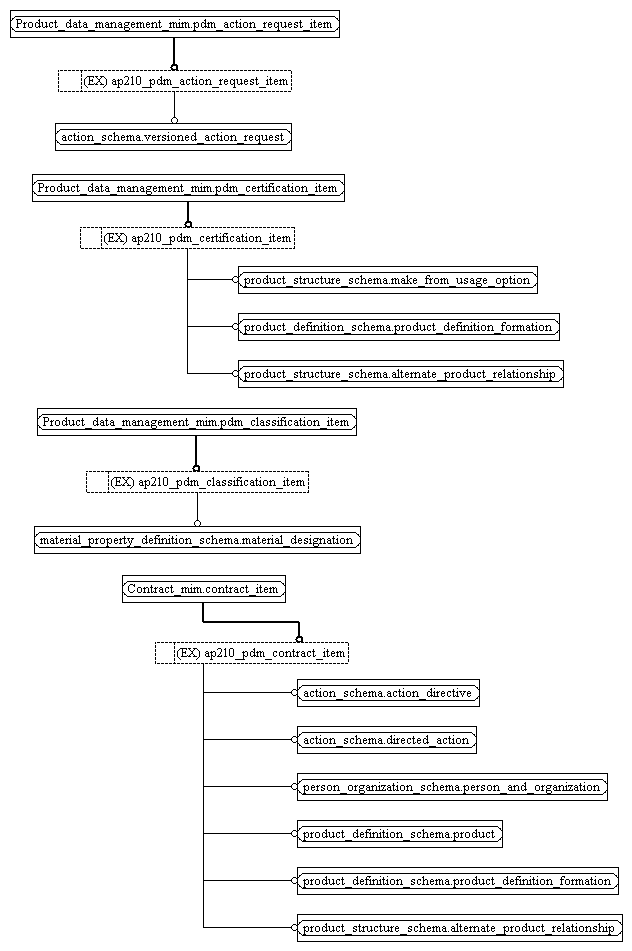 Product_data_management_mim.pdm_action_request_item
(EX) ap210_pdm_action_request_item
action_schema.versioned_action_request
Product_data_management_mim.pdm_certification_item
(EX) ap210_pdm_certification_item
product_structure_schema.make_from_usage_option
product_definition_schema.product_definition_formation
product_structure_schema.alternate_product_relationship
Product_data_management_mim.pdm_classification_item
(EX) ap210_pdm_classification_item
material_property_definition_schema.material_designation
Contract_mim.contract_item
(EX) ap210_pdm_contract_item
action_schema.action_directive
action_schema.directed_action
person_organization_schema.person_and_organization
product_definition_schema.product
product_definition_schema.product_definition_formation
product_structure_schema.alternate_product_relationship